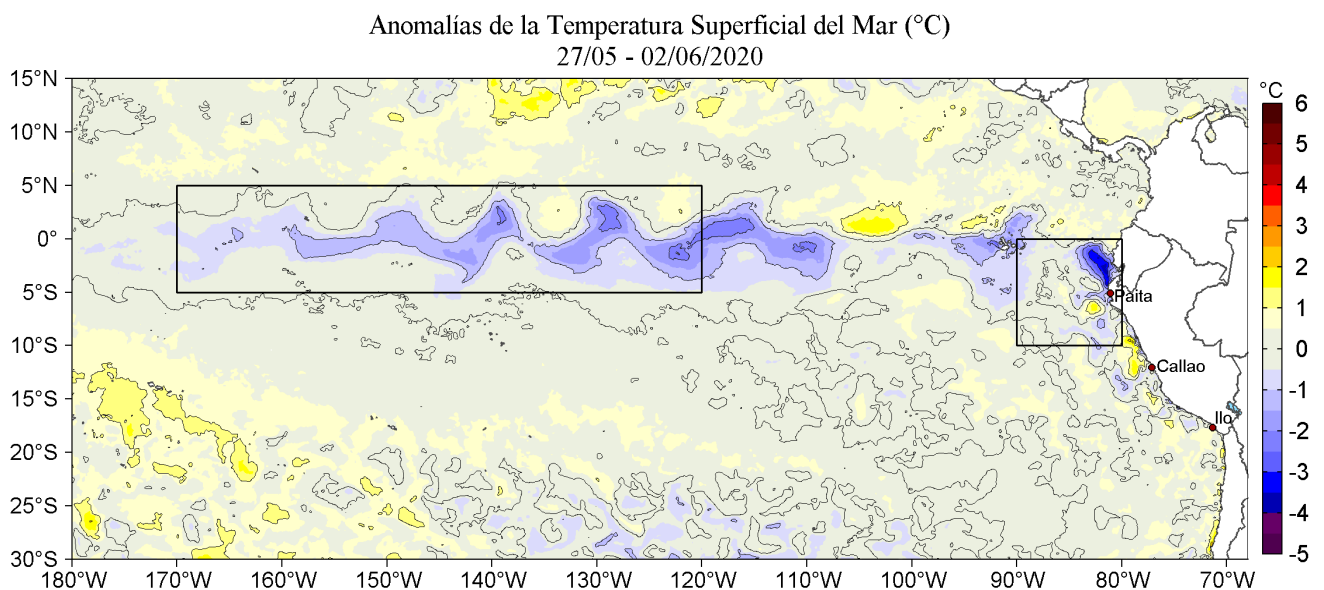 Anomalías de la Temperatura Superficial del Mar (°C)
27/05 - 02/06/2020
15°N
10°N
5°N
0°
5°S
10°S
15°S
20°S
25°S
30°S
180°W 170°W 160°W 150°W 140°W 130°W 120°W 110°W 100°W 90°W 80°W 70°W
Paita
Callao
Ilo
°C
6
5
4
3
2
1
0
-1
-2
-3
-4
-5